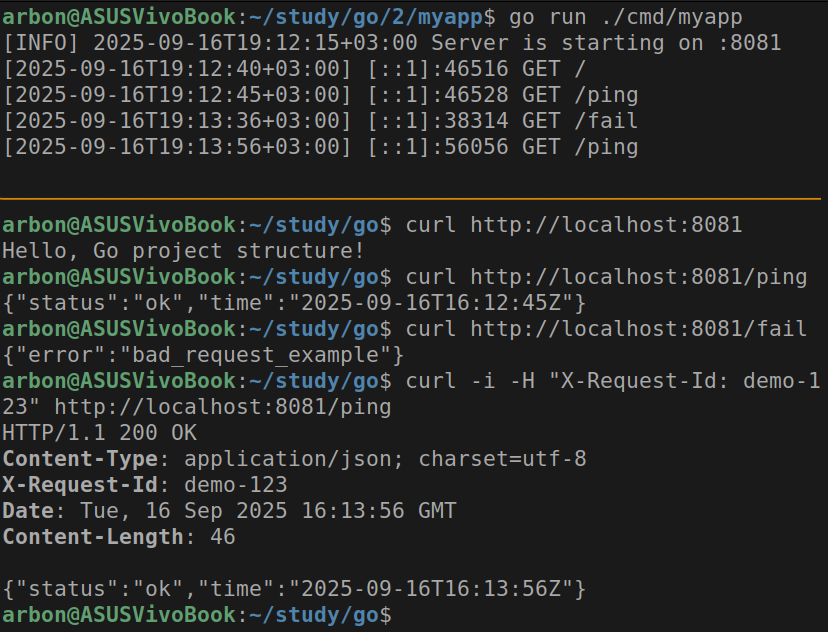 arbon@ASUSVivoBook:~/study/go/2/myapp$ go run ./cmd/myapp
[INFO] 2025-09-16T19:12:15+03:00 Server is starting on :8081
[2025-09-16T19:12:40+03:00] [::1]:46516 GET /
[2025-09-16T19:12:45+03:00] [::1]:46528 GET /ping
[2025-09-16T19:13:36+03:00] [::1]:38314 GET /fail
[2025-09-16T19:13:56+03:00] [::1]:56056 GET /ping
arbon@ASUSVivoBook:~/study/go$ curl http://localhost:8081
Hello, Go project structure!
arbon@ASUSVivoBook:~/study/go$ curl http://localhost:8081/ping
{"status":"ok","time":"2025-09-16T16:12:45Z"}
arbon@ASUSVivoBook:~/study/go$ curl http://localhost:8081/fail
{"error":"bad_request_example"}
arbon@ASUSVivoBook:~/study/go$ curl -i -H "X-Request-Id: demo-1
23" http://localhost:8081/ping
HTTP/1.1 200 OK
Content-Type: application/json; charset=utf-8
X-Request-Id: demo-123
Date: Tue, 16 Sep 2025 16:13:56 GMT
Content-Length: 46

{"status":"ok","time":"2025-09-16T16:13:56Z"}
arbon@ASUSVivoBook:~/study/go$